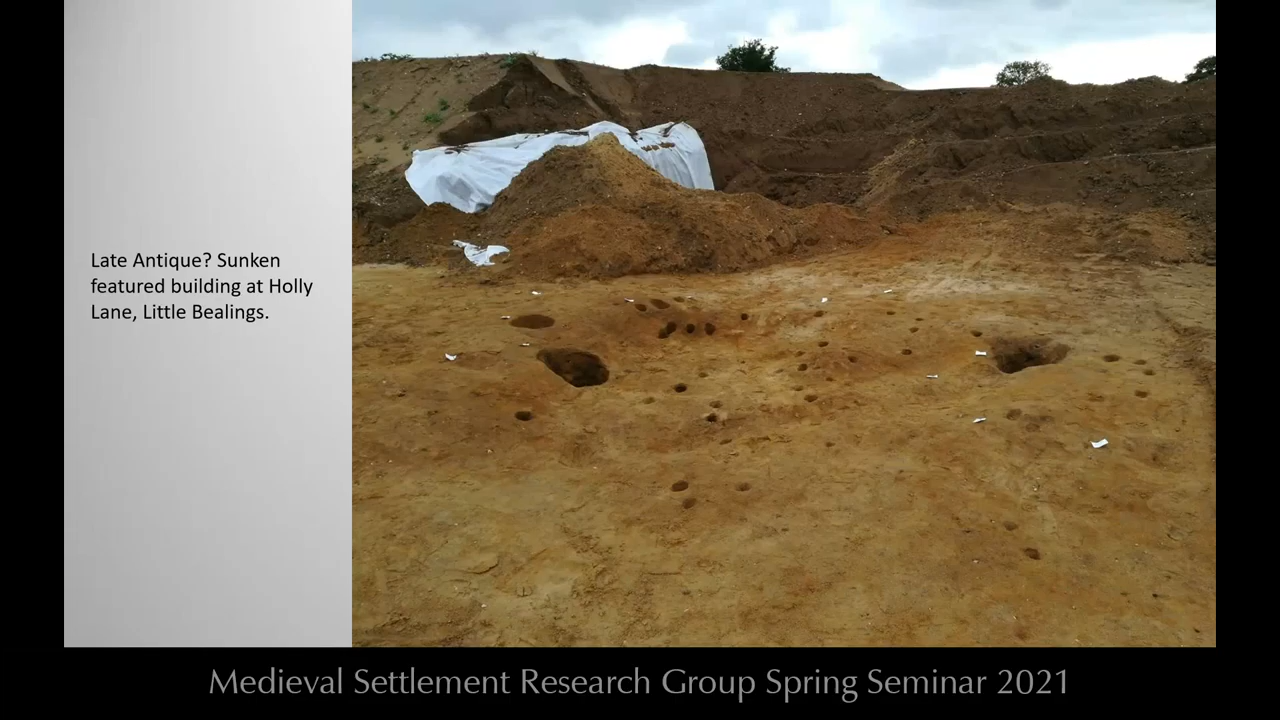 Late Antique? Sunken
featured building at Holly
Lane, Little Bealings.
Medieval Settlement Research Group Spring Seminar 2021